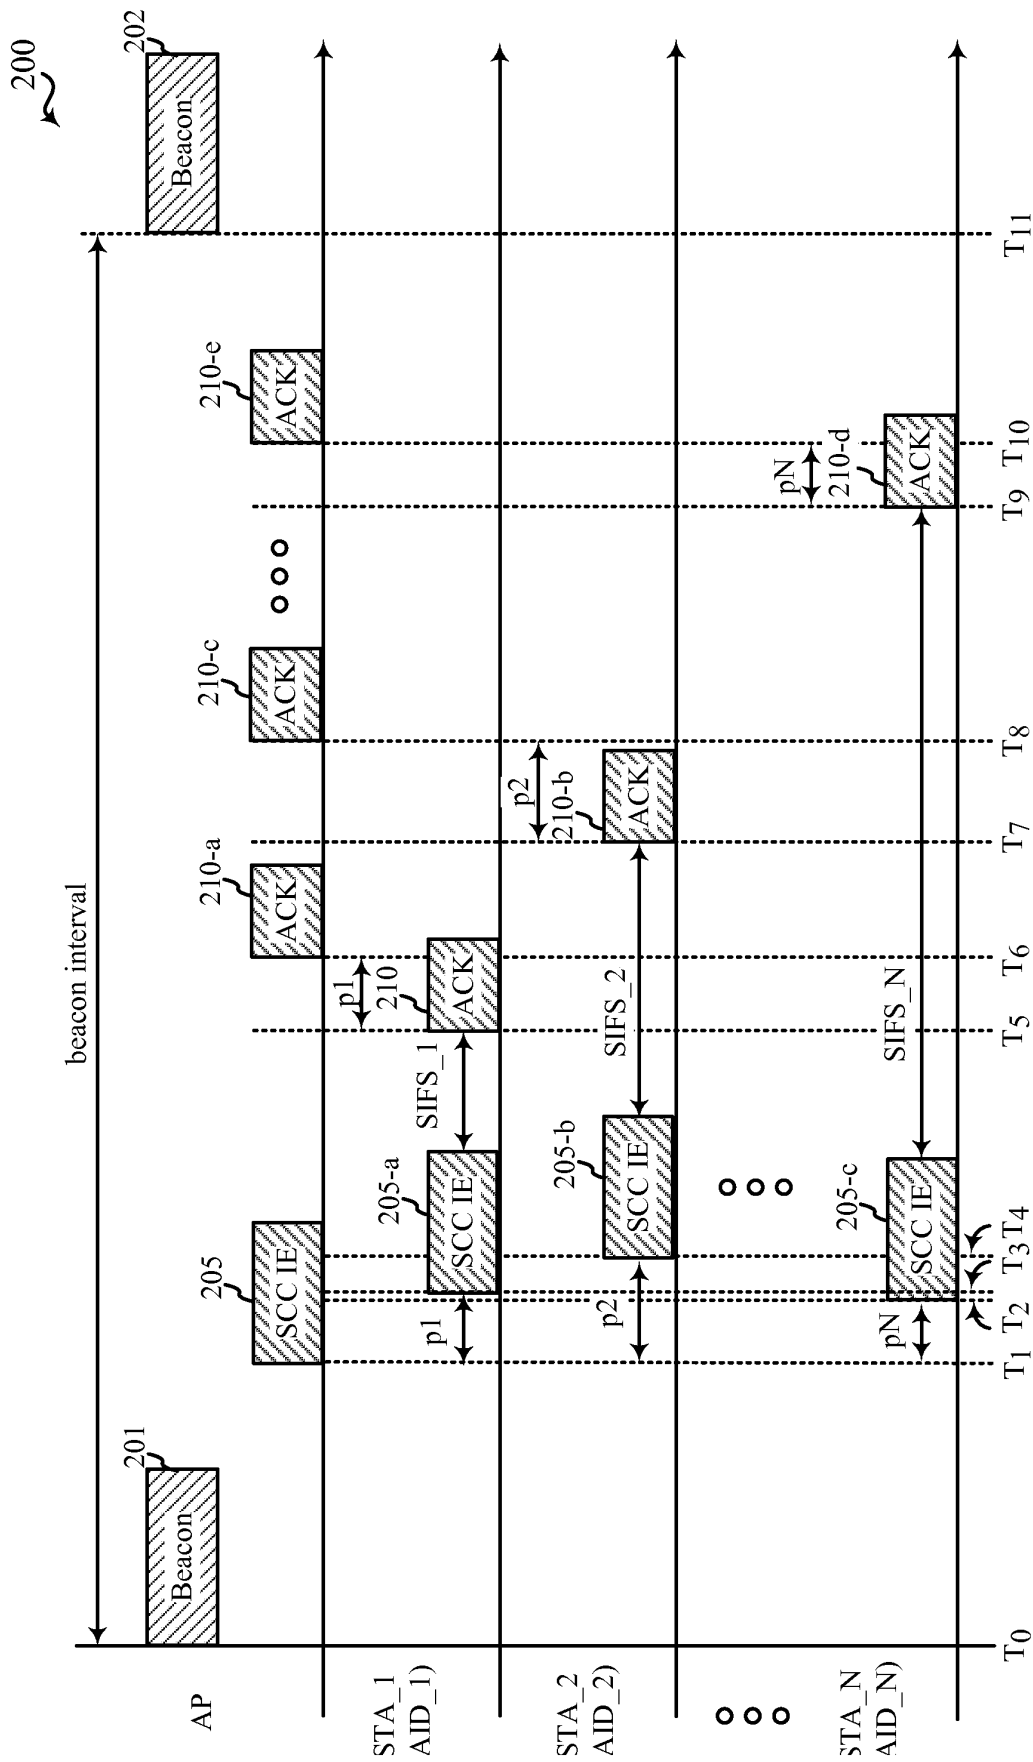 200
beacon interval
AP
Beacon
201
Beacon
202
205
SCC IE
210-a
ACK
210-c
ACK
210-e
ACK
STA_1
AID_1)
p1
205-a
SCC IE
SIFS_1
p1
210
ACK
STA_2
AID_2)
p2
205-b
SCC IE
SIFS_2
p2
210-b
ACK
STA_N
AID_N)
pN
205-c
SCC IE
SIFS_N
pN
210-d
ACK
T0
T1
T2
T3
T4
T5
T6
T7
T8
T9
T10
T11